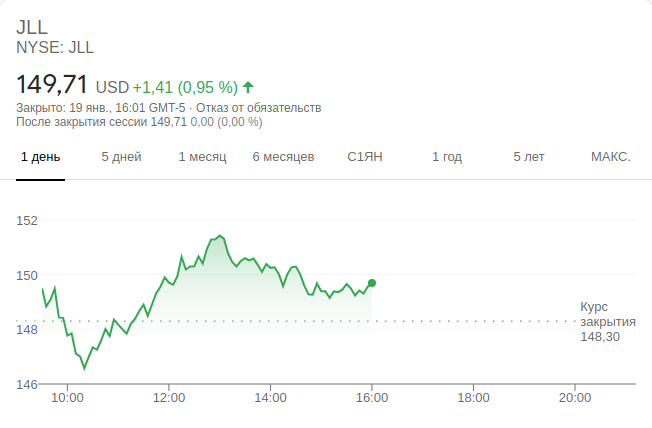 JLL
NYSE: JLL
149,71 USD +1,41 (0,95 %)
Закрыто: 19 янв., 16:01 GMT-5 · Отказ от обязательств
После закрытия сессии 149,71 0,00 (0,00 %)
1 день 5 дней 1 месяц 6 месяцев С1ЯН 1 год 5 лет МАКС.
152
150
148
146
Курс
закрытия
148,30
10:00 12:00 14:00 16:00 18:00 20:00